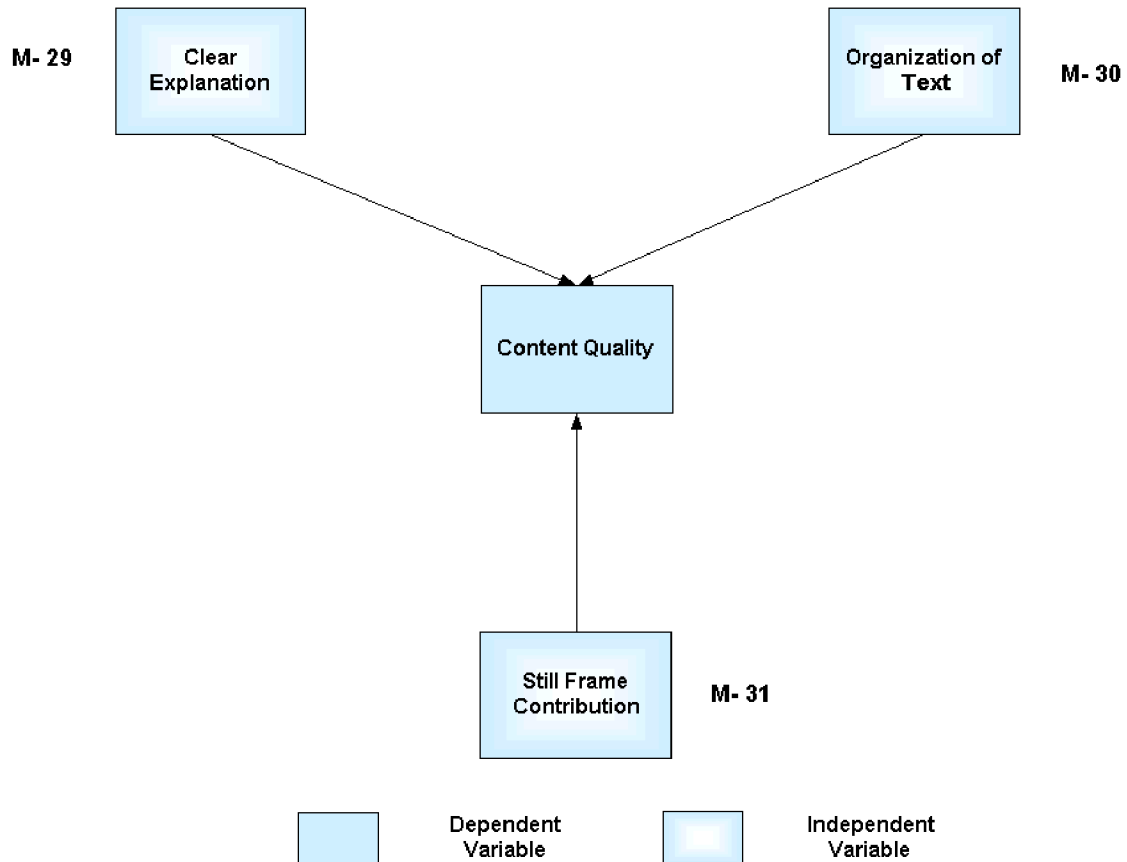 M- 29
Clear
Explanation
Organization of
Text
M- 30
Content Quality
Still Frame
Contribution
M- 31
Dependent
Variable
Independent
Variable